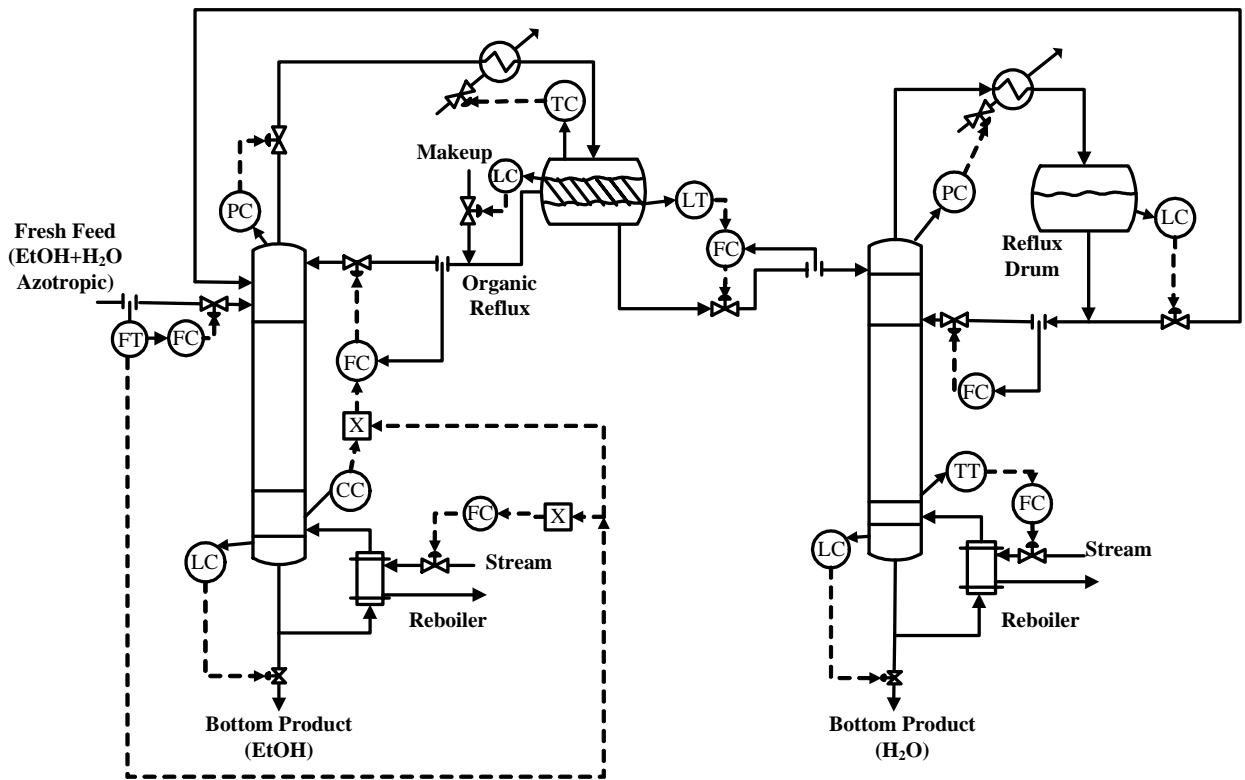 TC
Makeup
LC
LT
PC
PC
LC
Fresh Feed
(EtOH+H₂O
Azotropic)
FC
Reflux
Drum
Organic
Reflux
FT
FC
FC
FC
X
CC
TT
FC
X
FC
LC
Stream
LC
Stream
Reboiler
Reboiler
Bottom Product
(EtOH)
Bottom Product
(H₂O)